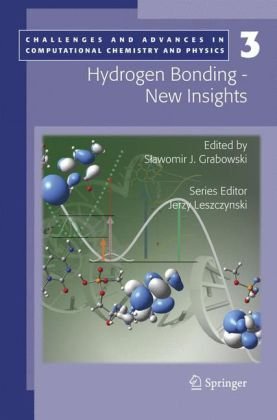 CHALLENGES AND ADVANCES IN
COMPUTATIONAL CHEMISTRY AND PHYSICS
3
Hydrogen Bonding -
New Insights
Edited by
Sławomir J. Grabowski
Series Editor
Jerzy Leszczynski
Springer